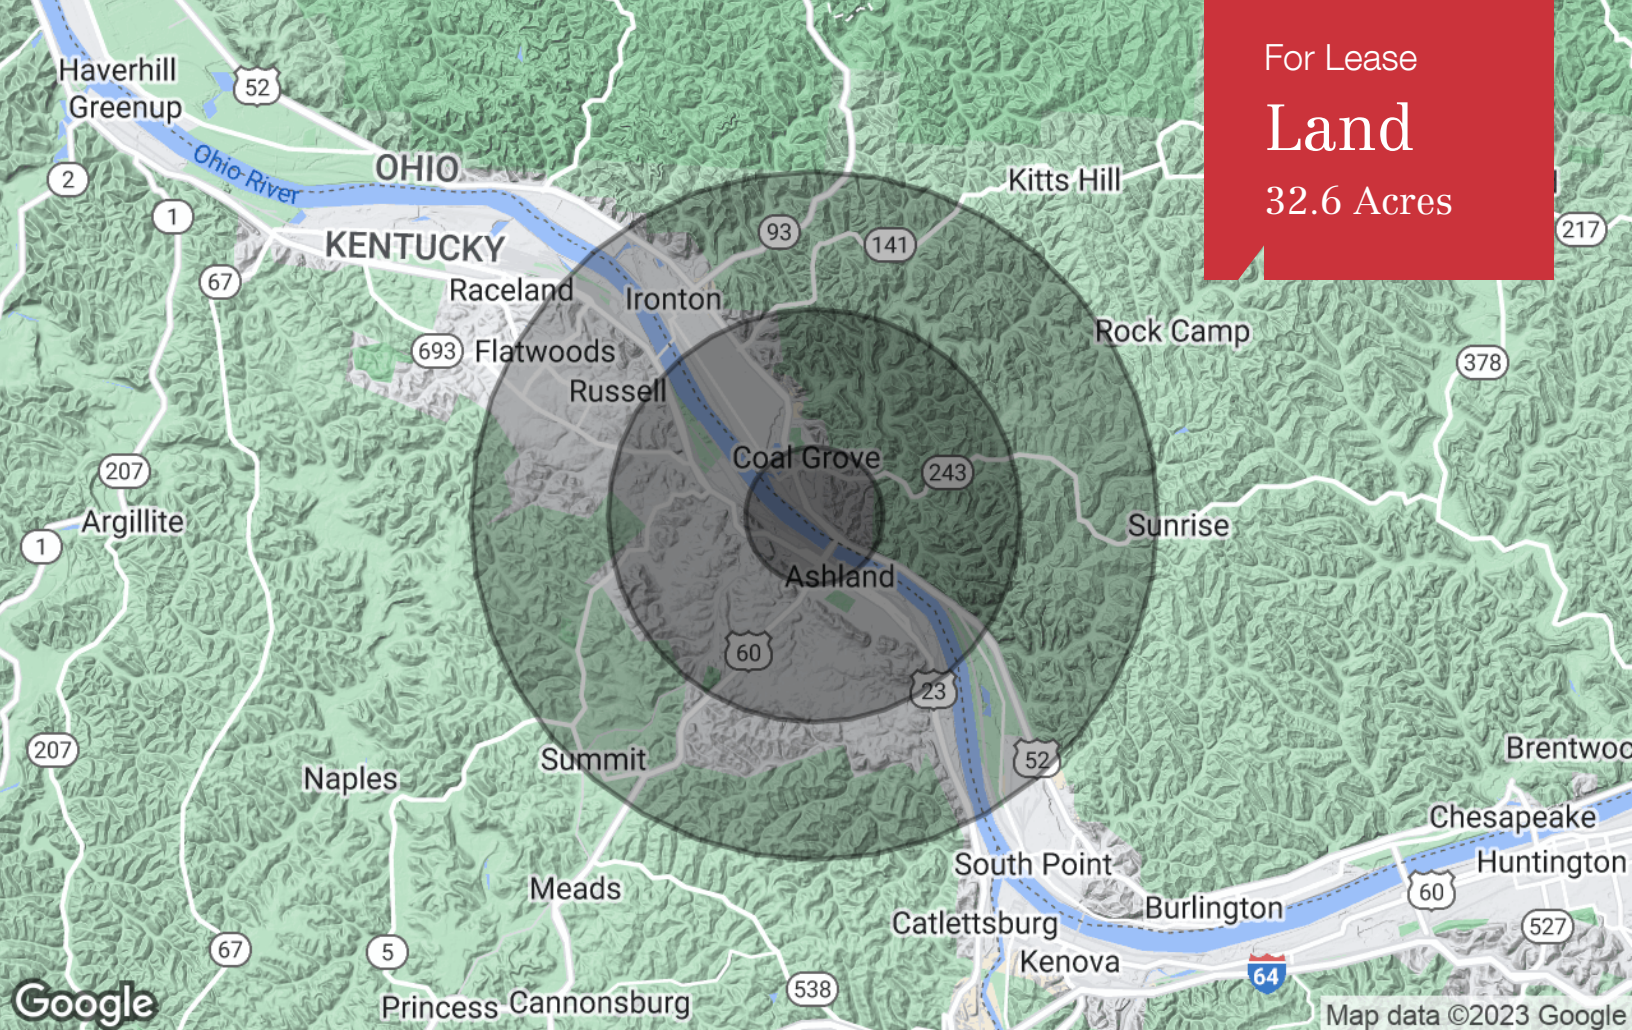 For Lease
Land
32.6 Acres
Haverhill
Greenup
52
2
1
Ohio River
OHIO
KENTUCKY
67
Raceland
693
Flatwoods
Russell
Ironton
93
141
Kitts Hill
217
Rock Camp
378
Coal Grove
243
Sunrise
207
Argillite
1
Ashland
60
23
52
207
Naples
Summit
Brentwoo
Chesapeake
Huntington
South Point
60
Meads
Burlington
Catlettsburg
527
67
5
Kenova
64
538
Princess
Cannonsburg
Google
Map data ©2023 Google